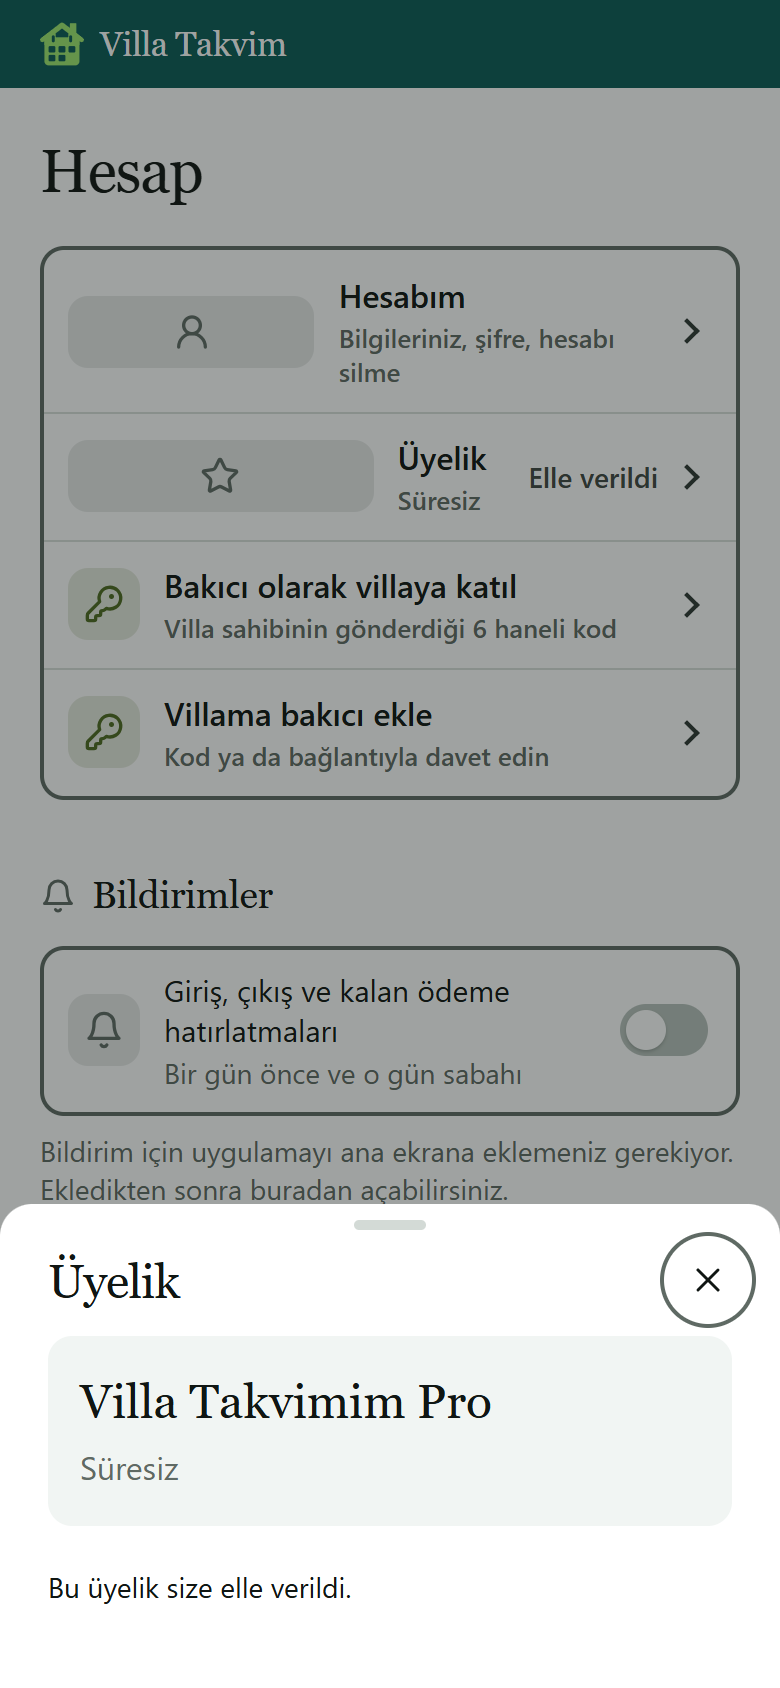 Villa Takvim
Hesap
Hesabım
Bilgileriniz, şifre, hesabı
silme
Üyelik
Süresiz
Elle verildi
Bakıcı olarak villaya katıl
Villa sahibinin gönderdiği 6 haneli kod
Villama bakıcı ekle
Kod ya da bağlantıyla davet edin
Bildirimler
Giriş, çıkış ve kalan ödeme
hatırlatmaları
Bir gün önce ve o gün sabahı
Bildirim için uygulamayı ana ekrana eklemeniz gerekiyor.
Ekledikten sonra buradan açabilirsiniz.
Üyelik
Villa Takvimim Pro
Süresiz
Bu üyelik size elle verildi.